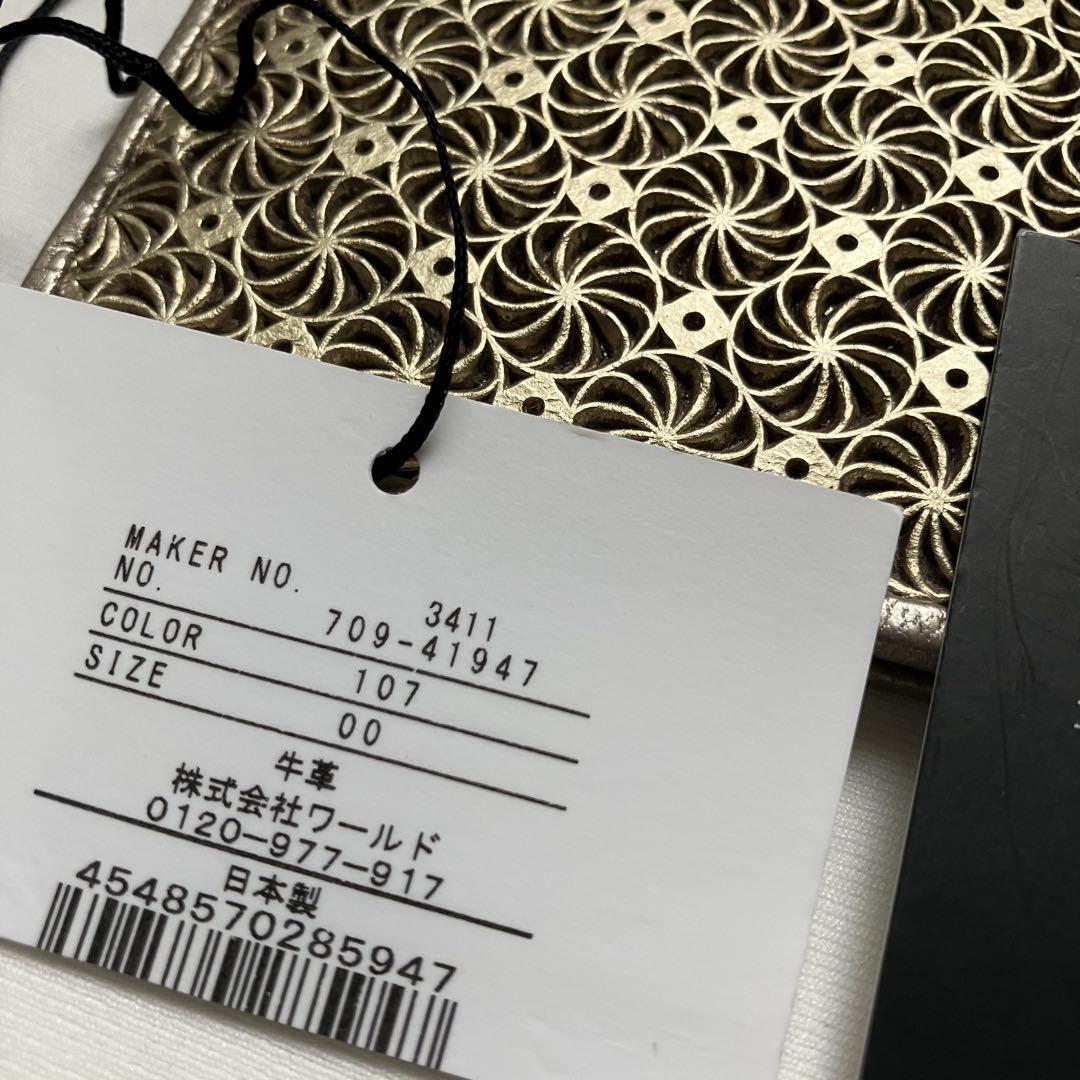 MAKER NO.
3411
NO. 709-41947
COLOR 107
SIZE 00
牛革
株式会社ワールド
0120-977-917
日本製
4548570285947